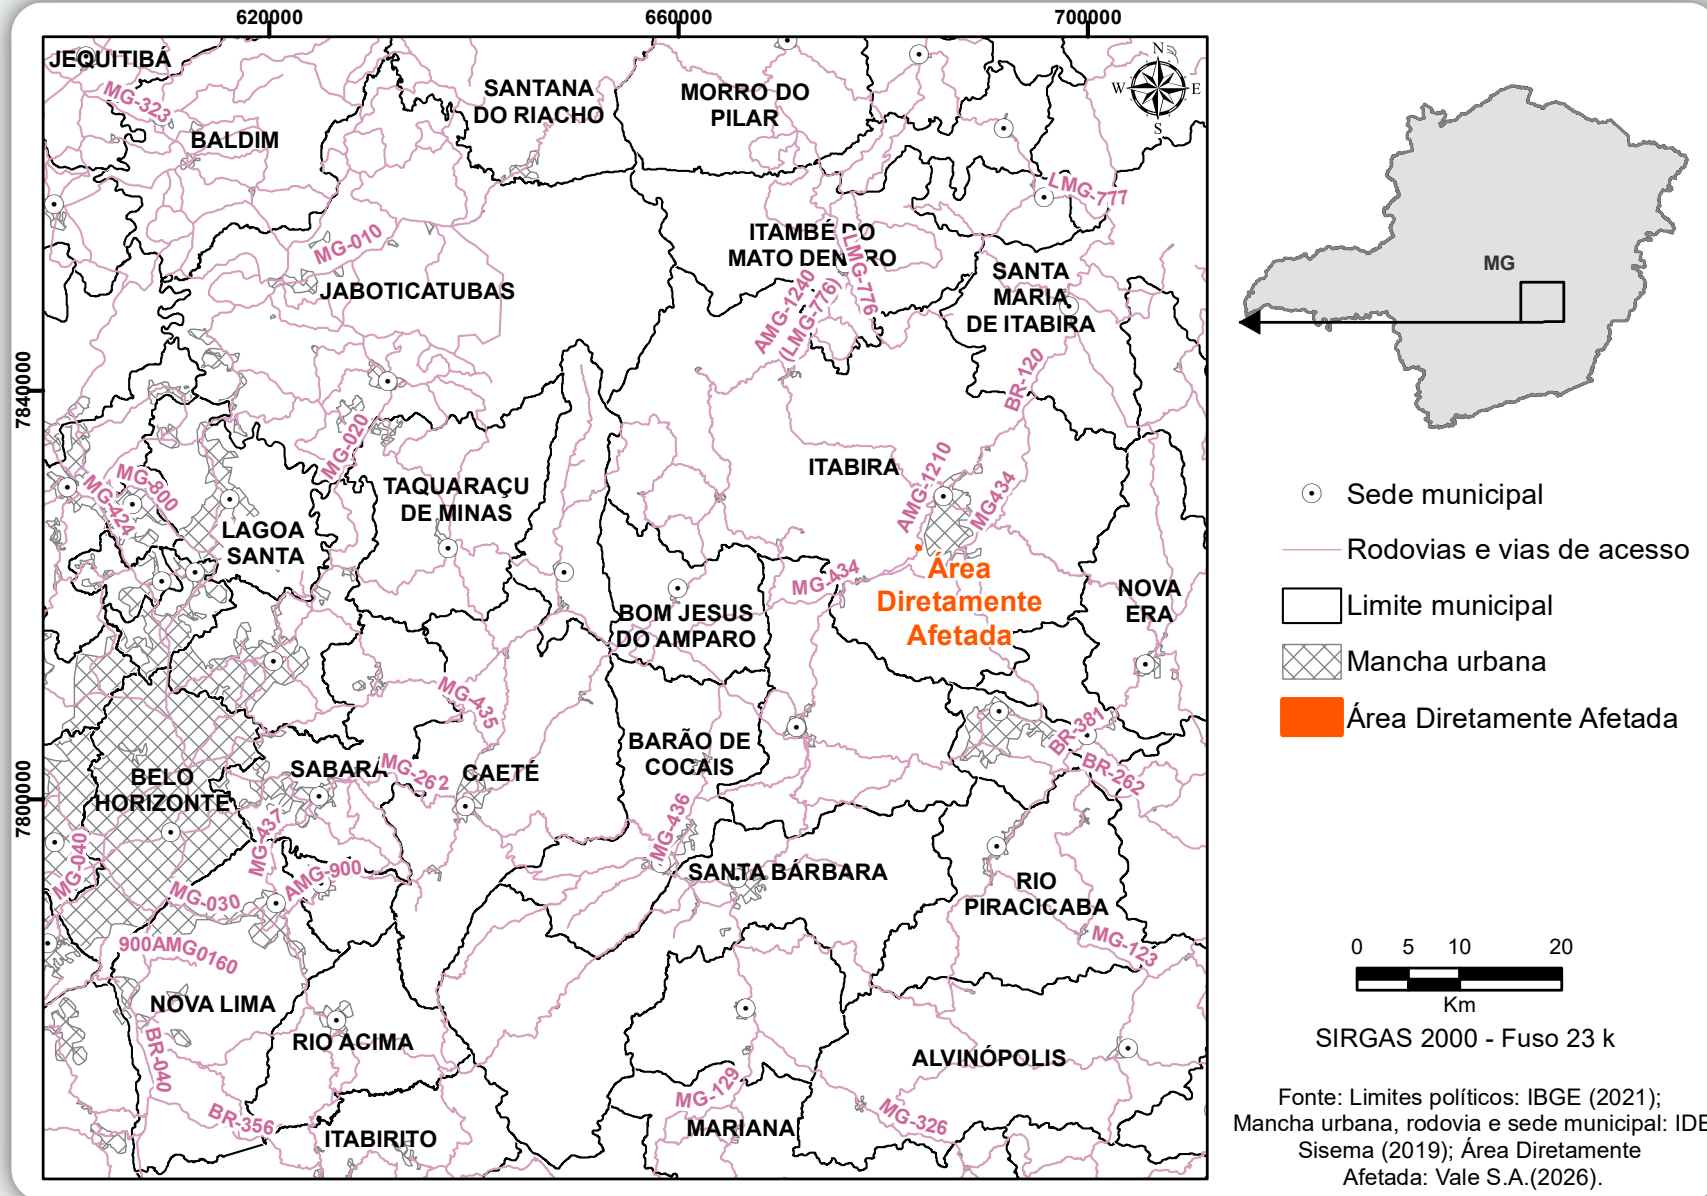 620000
660000
700000
7840000
7800000
JEQUITIBÁ
MG-323
BALDIM
SANTANA
DO RIACHO
MORRO DO
PILAR
N
W
E
S
LMG-777
MG-010
JABOTICATUBAS
ITAMBÉ DO
MATO DENTRO
LMG-776
AMG-1240
(LMG-776)
SANTA
MARIA
DE ITABIRA
BR-120
MG-020
MG-800
MG-424
LAGOA
SANTA
TAQUARAÇU
DE MINAS
ITABIRA
AMG-1210
MG434
MG-434
Área
Diretamente
Afetada
NOVA
ERA
BOM JESUS
DO AMPARO
MG-435
BARÃO DE
COCAIS
BR-381
BR-262
BELO
HORIZONTE
SABARÁ
MG-262
CAETÉ
MG-437
MG-436
MG-040
MG-030
AMG-900
SANTA BÁRBARA
RIO
PIRACICABA
MG-123
900AMG0160
NOVA LIMA
BR-040
RIO ACIMA
ALVINÓPOLIS
BR-356
ITABIRITO
MG-129
MARIANA
MG-326
MG
Sede municipal
Rodovias e vias de acesso
Limite municipal
Mancha urbana
Área Diretamente Afetada
0 5 10 20
Km
SIRGAS 2000 - Fuso 23 k
Fonte: Limites políticos: IBGE (2021);
Mancha urbana, rodovia e sede municipal: IDE
Sisema (2019); Área Diretamente
Afetada: Vale S.A.(2026).